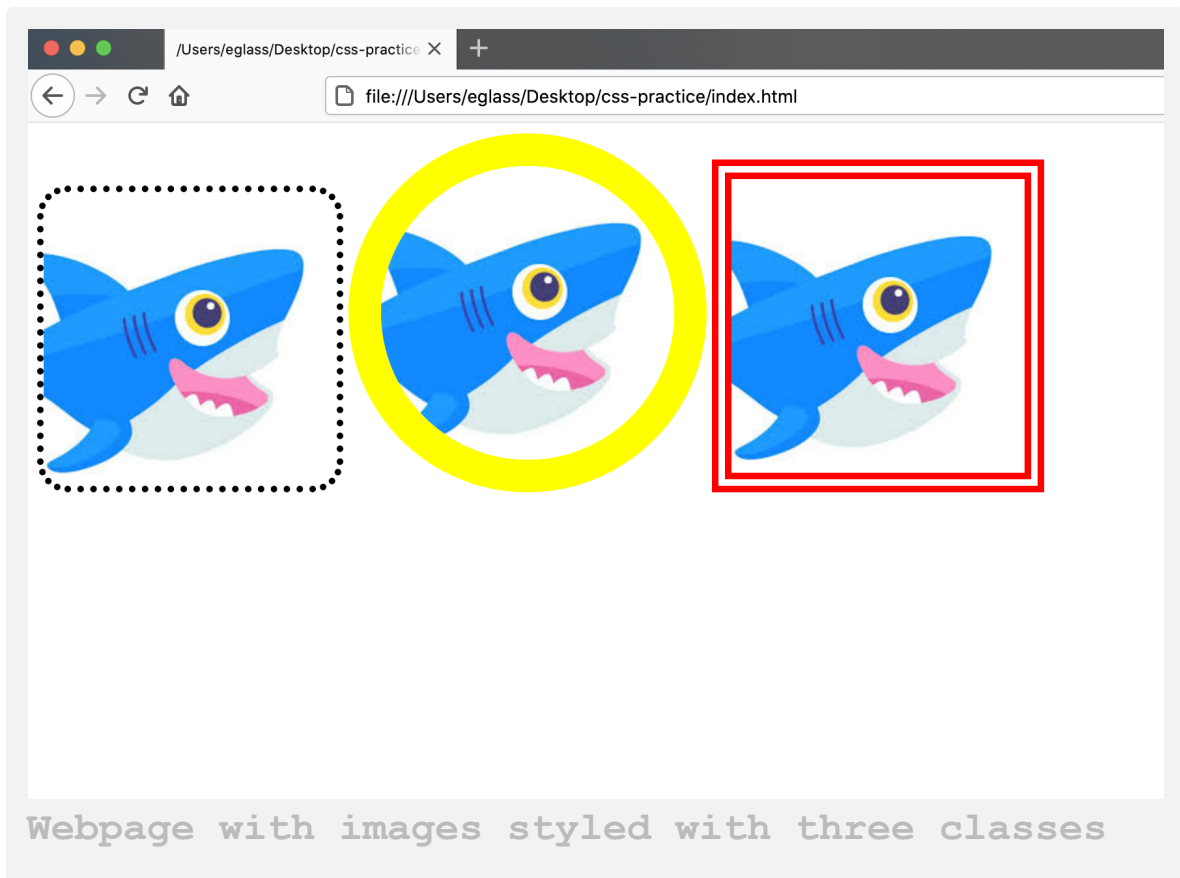 /Users/eglass/Desktop/css-practice
file:///Users/eglass/Desktop/css-practice/index.html
Webpage with images styled with three classes